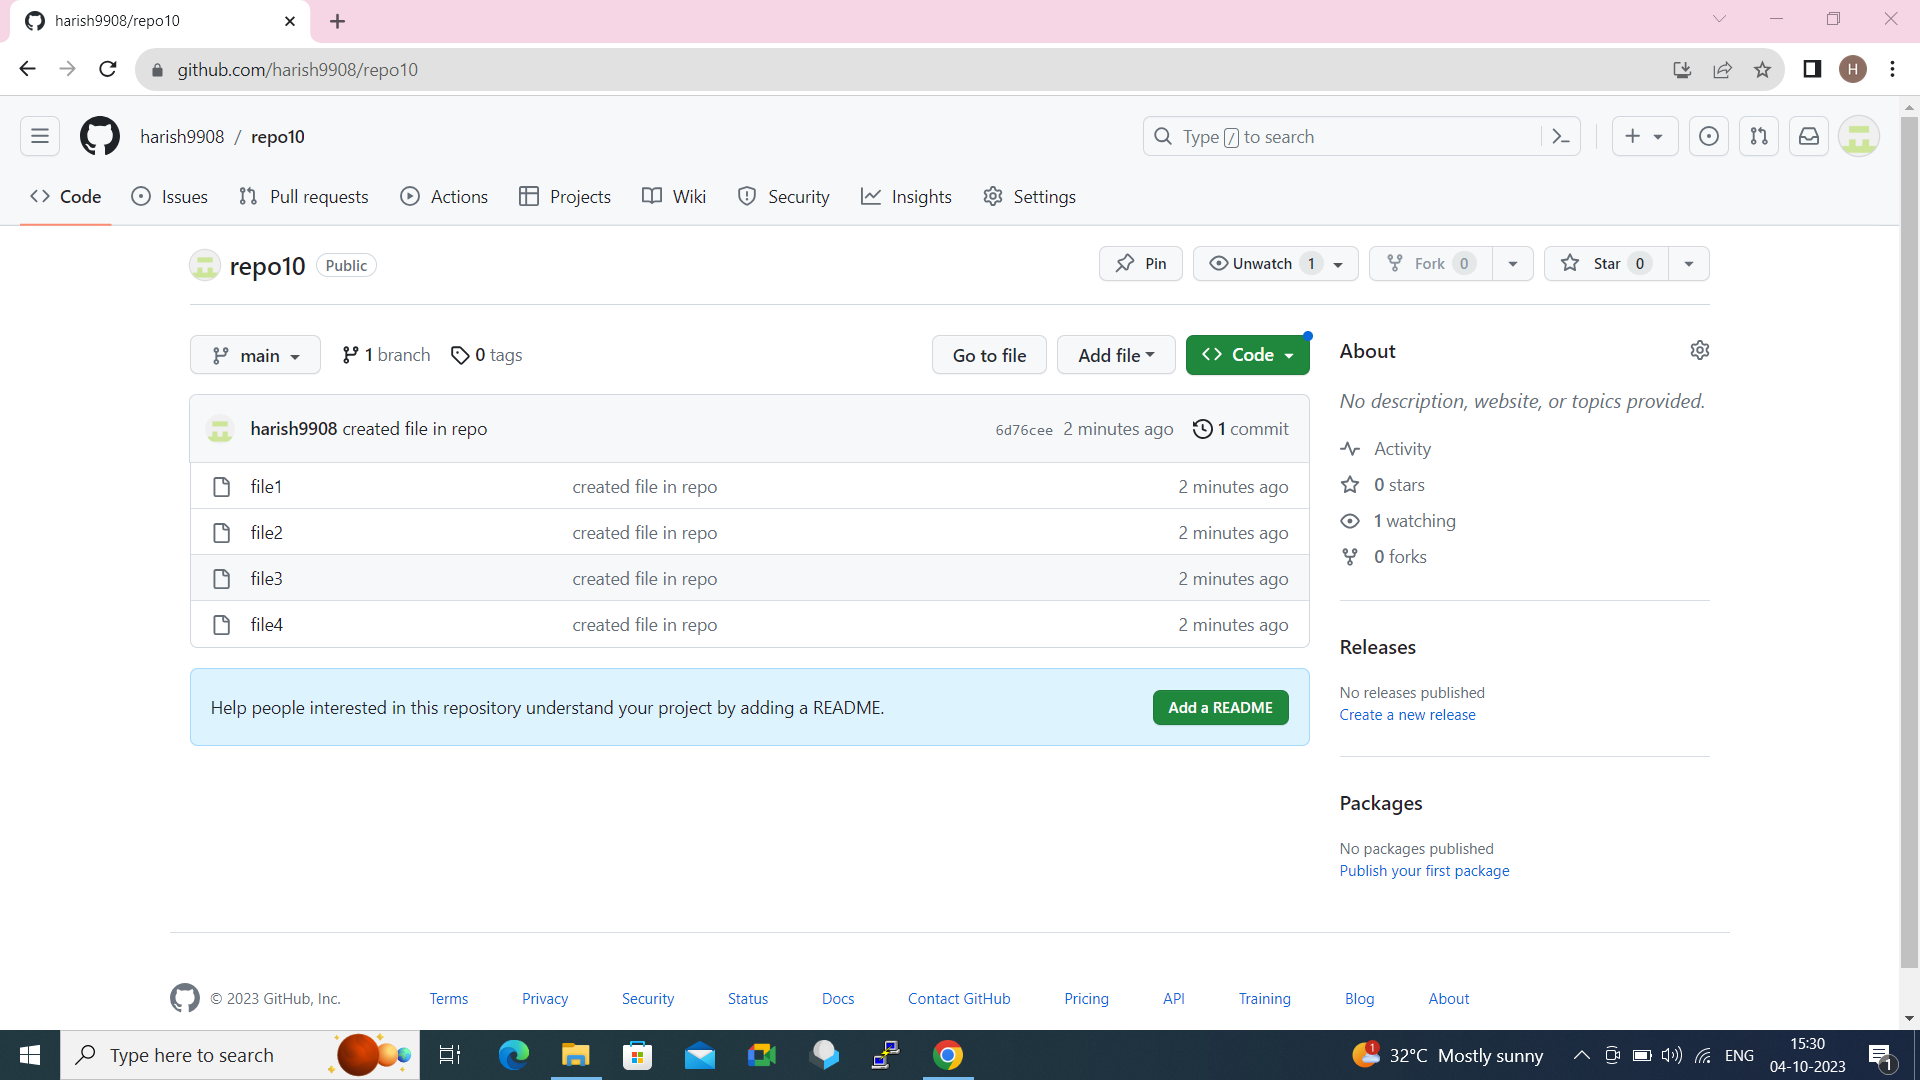 harish9908/repo10
github.com/harish9908/repo10
H
harish9908 / repo10
Type / to search
Code Issues Pull requests Actions Projects Wiki Security Insights Settings
repo10 Public
Pin Unwatch 1 Fork 0 Star 0
main 1 branch 0 tags Go to file Add file Code
harish9908 created file in repo 6d76cee 2 minutes ago 1 commit
file1 created file in repo 2 minutes ago
file2 created file in repo 2 minutes ago
file3 created file in repo 2 minutes ago
file4 created file in repo 2 minutes ago
Help people interested in this repository understand your project by adding a README. Add a README
About
No description, website, or topics provided.
Activity
0 stars
1 watching
0 forks
Releases
No releases published
Create a new release
Packages
No packages published
Publish your first package
© 2023 GitHub, Inc. Terms Privacy Security Status Docs Contact GitHub Pricing API Training Blog About
Type here to search
1 32°C Mostly sunny ENG
15:30
04-10-2023
1